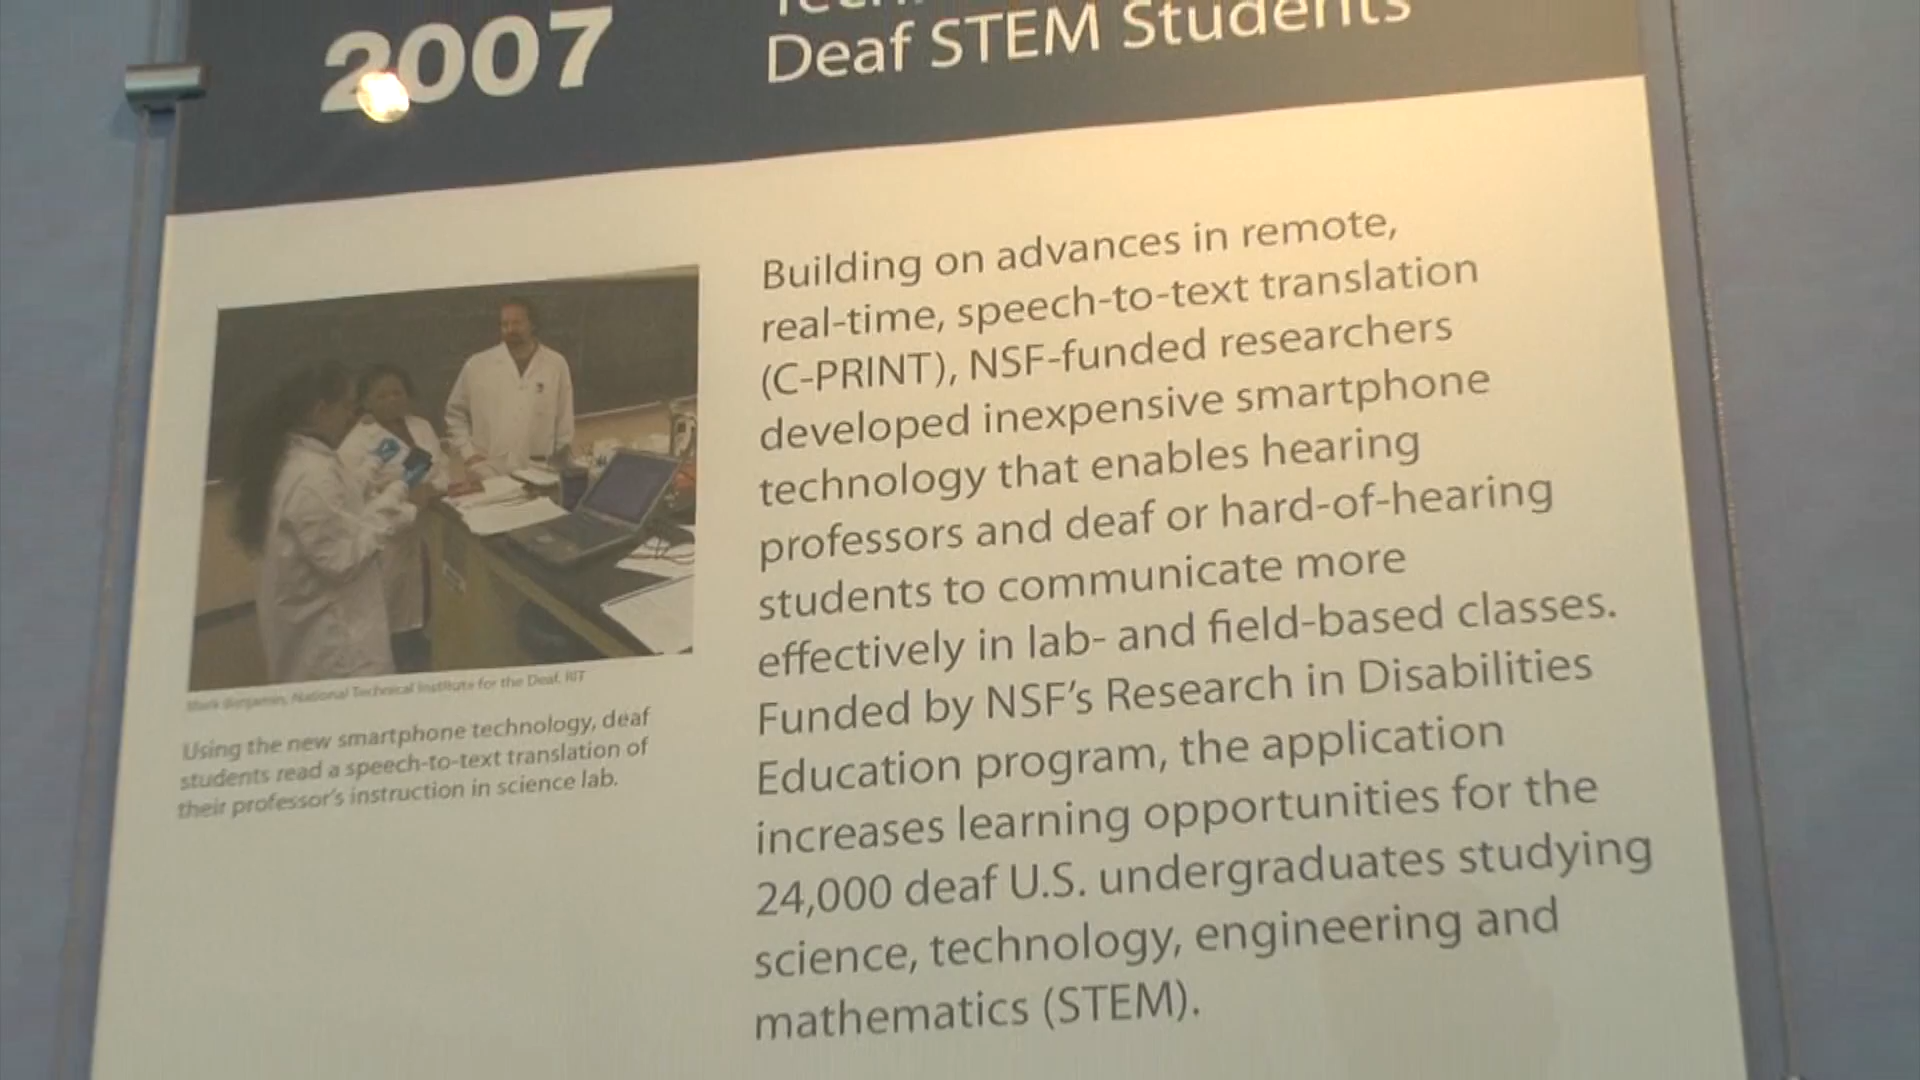 2007
Deaf STEM Students
Building on advances in remote,
real-time, speech-to-text translation
(C-PRINT), NSF-funded researchers
developed inexpensive smartphone
technology that enables hearing
professors and deaf or hard-of-hearing
students to communicate more
effectively in lab- and field-based classes.
Funded by NSF's Research in Disabilities
Education program, the application
increases learning opportunities for the
24,000 deaf U.S. undergraduates studying
science, technology, engineering and
mathematics (STEM).
Mark Benjamin, National Technical Institute for the Deaf, RIT
Using the new smartphone technology, deaf
students read a speech-to-text translation of
their professor's instruction in science lab.